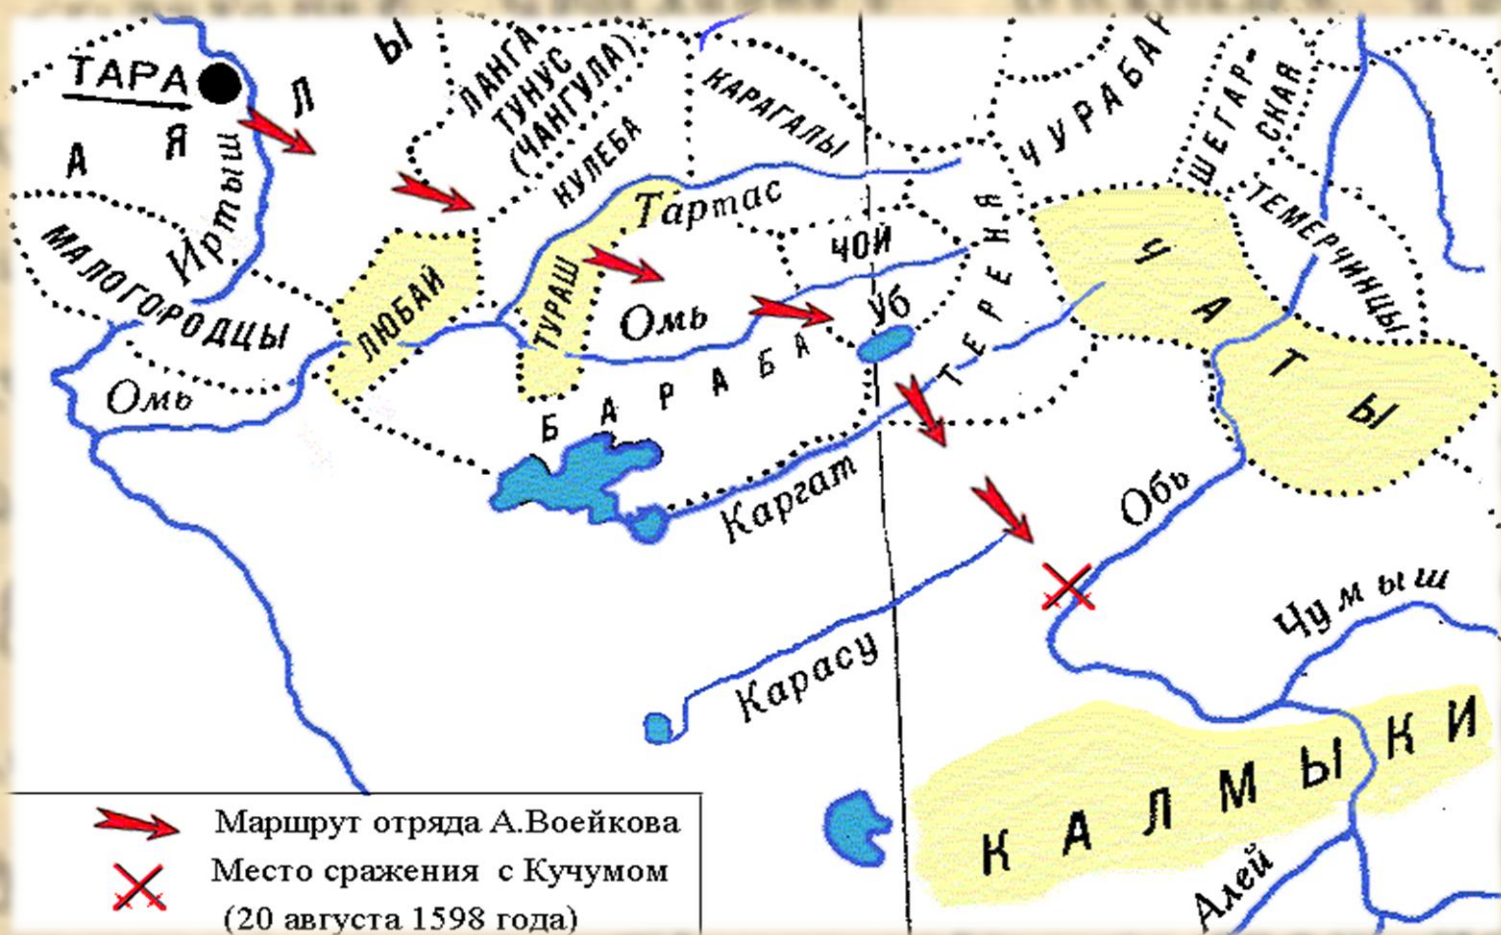 ТАРА
АЯЛЫ
ЛАНГА
ТУНУС
(ЧАНГУЛА)
КУЛЕБА
КАРАГАЛЫ
ЧУРАБАР
ШЕГАР-
СКАЯ
ТЕМЕРЧИНЦЫ
Иртыш
МАЛОГОРОДЦЫ
ЛЮБАЙ
ТУРАШ
Тартас
ЧОЙ
Омь
Уб
ТЕРЕНЯ
ЧАТЫ
Омь
БАРАБА
Каргат
Обь
Карасу
Чумыш
КАЛМЫКИ
Алей
Маршрут отряда А.Воейкова
Место сражения с Кучумом
(20 августа 1598 года)